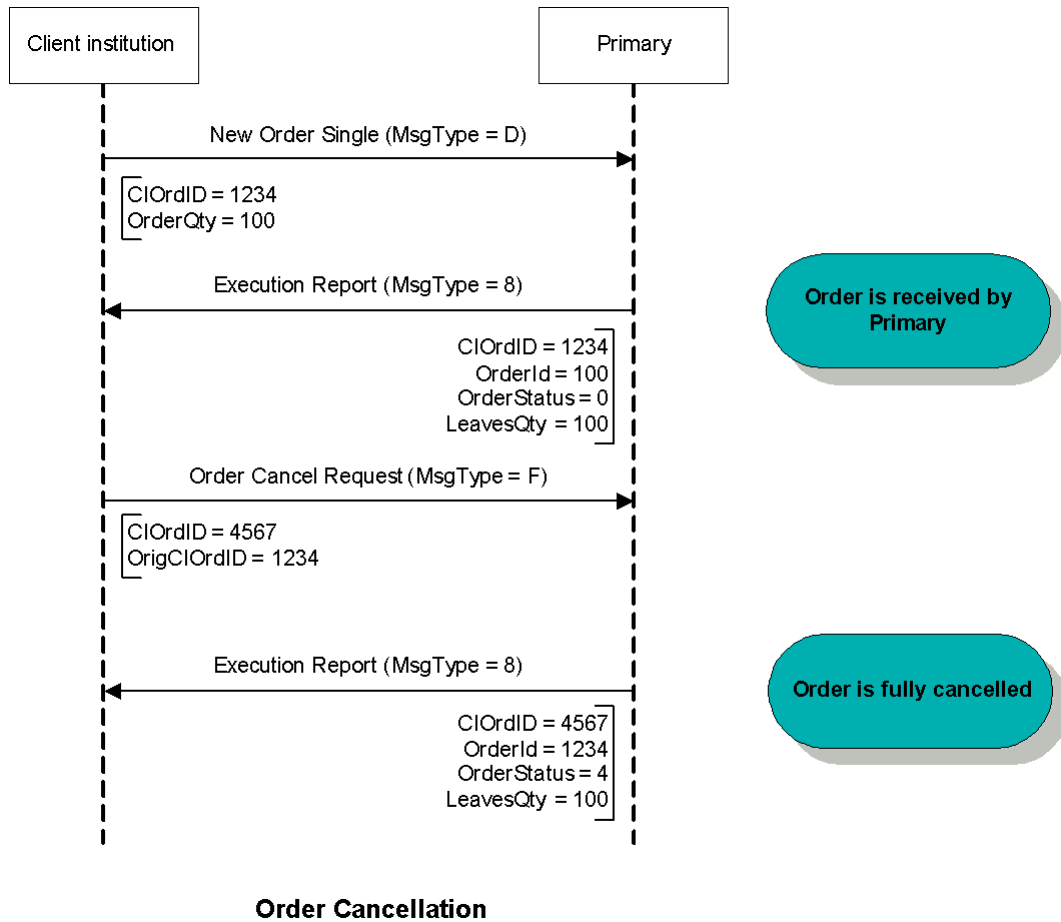 Client institution
Primary
New Order Single (MsgType = D)
ClOrdID = 1234
OrderQty = 100
Execution Report (MsgType = 8)
Order is received by
Primary
ClOrdID = 1234
OrderId = 100
OrderStatus = 0
LeavesQty = 100
Order Cancel Request (MsgType = F)
ClOrdID = 4567
OrigClOrdID = 1234
Execution Report (MsgType = 8)
Order is fully cancelled
ClOrdID = 4567
OrderId = 1234
OrderStatus = 4
LeavesQty = 100
Order Cancellation